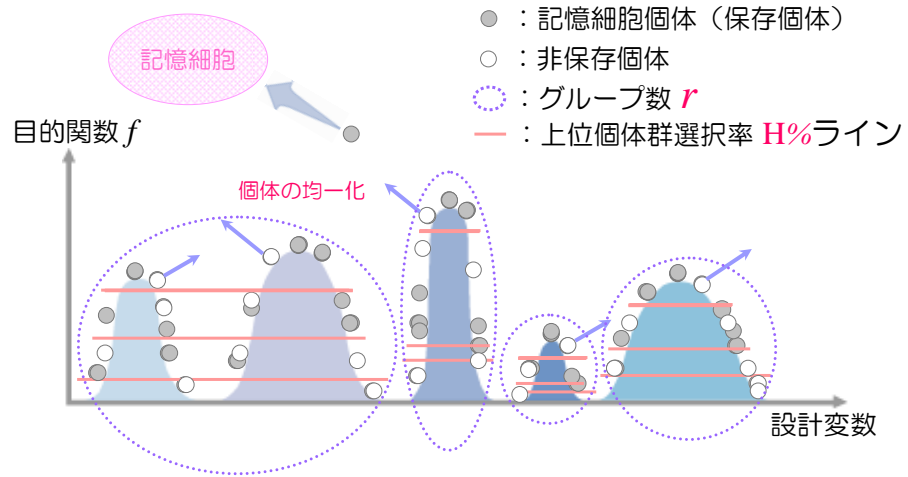 ：記憶細胞個体（保存個体）
記憶細胞
：非保存個体
：グループ数 r
目的関数 f
：上位個体群選択率 H%ライン
個体の均一化
設計変数